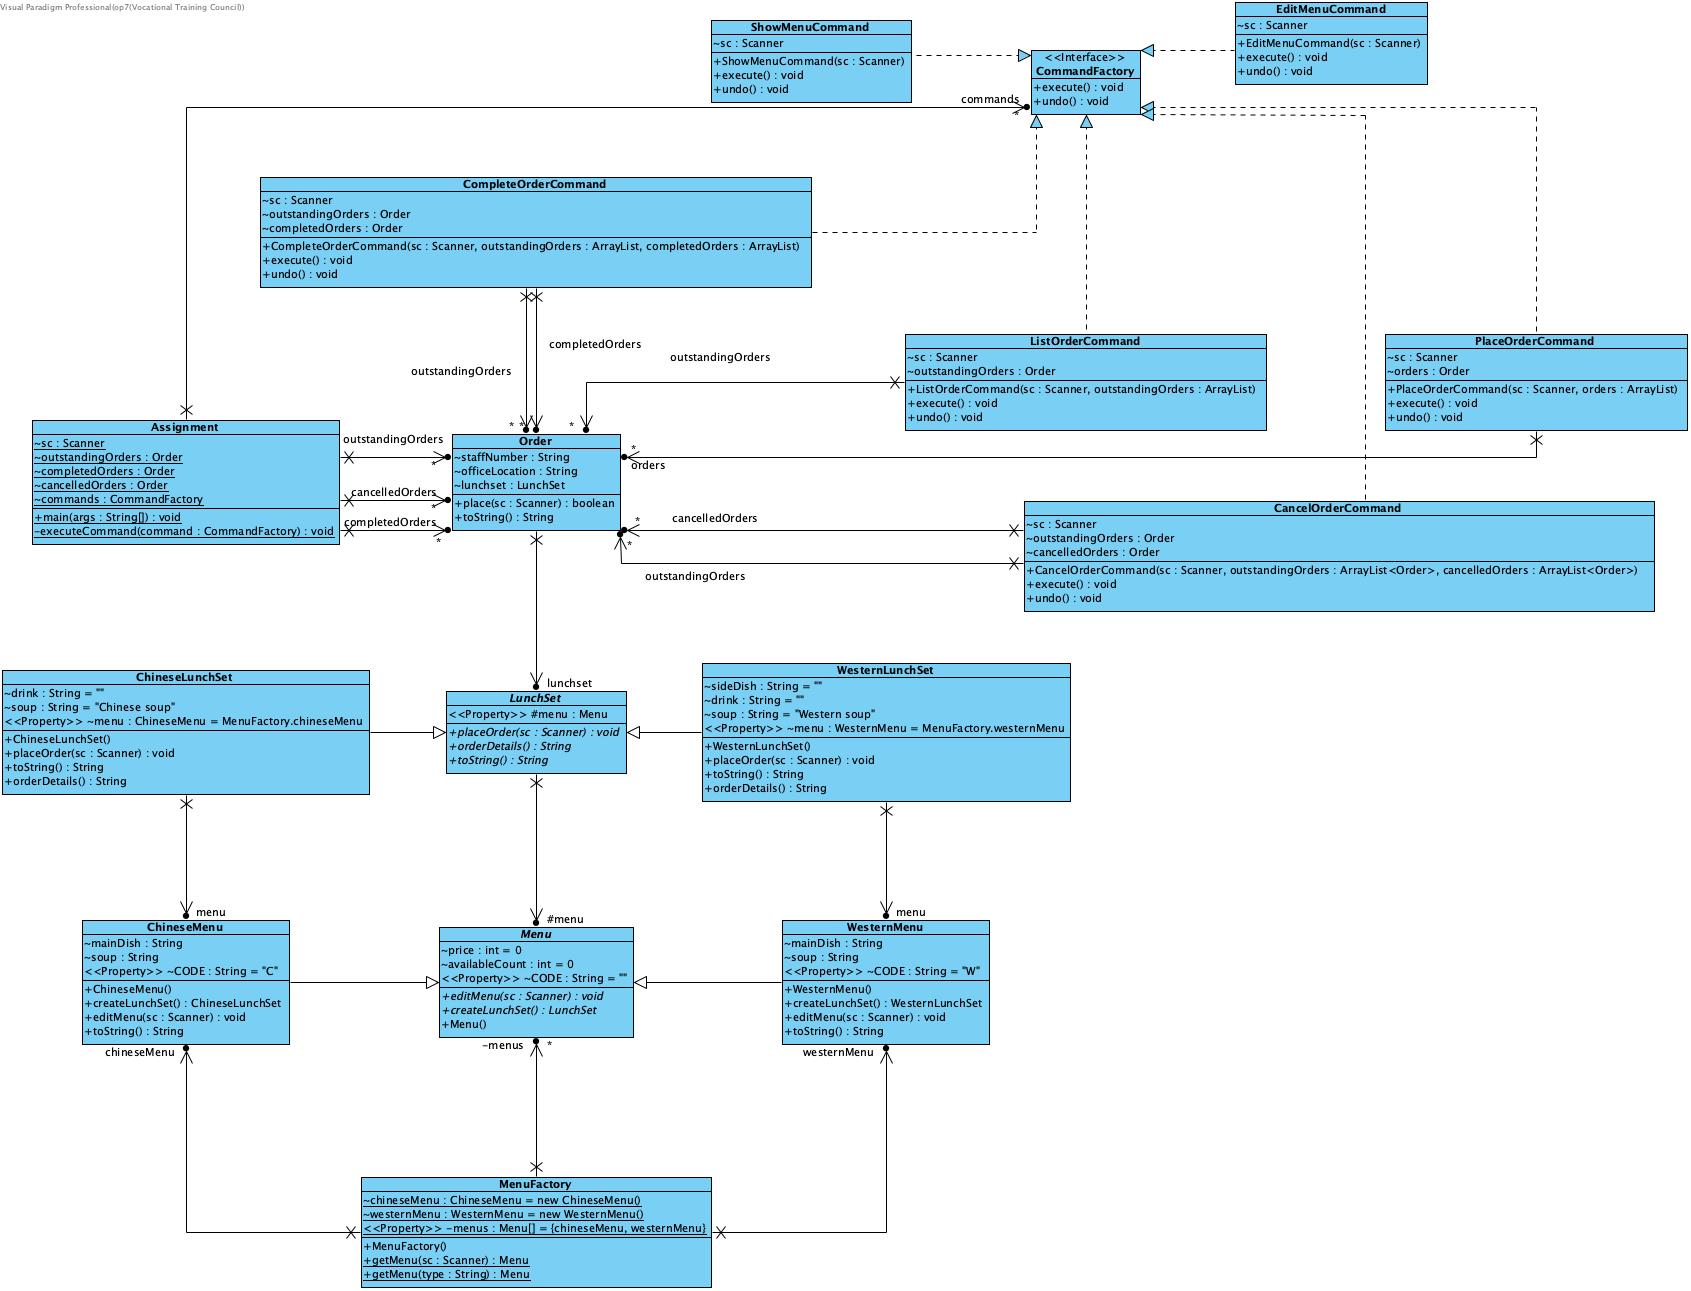 Visual Paradigm Professional(op7(Vocational Training Council))
ShowMenuCommand
~sc : Scanner
+ShowMenuCommand(sc : Scanner)
+execute() : void
+undo() : void
EditMenuCommand
~sc : Scanner
+EditMenuCommand(sc : Scanner)
+execute() : void
+undo() : void
<<Interface>>
CommandFactory
+execute() : void
+undo() : void
commands
*
CompleteOrderCommand
~sc : Scanner
~outstandingOrders : Order
~completedOrders : Order
+CompleteOrderCommand(sc : Scanner, outstandingOrders : ArrayList, completedOrders : ArrayList)
+execute() : void
+undo() : void
completedOrders
outstandingOrders
outstandingOrders
* *
*
ListOrderCommand
~sc : Scanner
~outstandingOrders : Order
+ListOrderCommand(sc : Scanner, outstandingOrders : ArrayList)
+execute() : void
+undo() : void
PlaceOrderCommand
~sc : Scanner
~orders : Order
+PlaceOrderCommand(sc : Scanner, orders : ArrayList)
+execute() : void
+undo() : void
Assignment
~sc : Scanner
~outstandingOrders : Order
~completedOrders : Order
~cancelledOrders : Order
~commands : CommandFactory
+main(args : String[]) : void
-executeCommand(command : CommandFactory) : void
outstandingOrders
*
cancelledOrders
*
completedOrders
*
Order
~staffNumber : String
~officeLocation : String
~lunchset : LunchSet
+place(sc : Scanner) : boolean
+toString() : String
*
orders
*
cancelledOrders
*
outstandingOrders
CancelOrderCommand
~sc : Scanner
~outstandingOrders : Order
~cancelledOrders : Order
+CancelOrderCommand(sc : Scanner, outstandingOrders : ArrayList<Order>, cancelledOrders : ArrayList<Order>)
+execute() : void
+undo() : void
ChineseLunchSet
~drink : String = ""
~soup : String = "Chinese soup"
<<Property>> ~menu : ChineseMenu = MenuFactory.chineseMenu
+ChineseLunchSet()
+placeOrder(sc : Scanner) : void
+toString() : String
+orderDetails() : String
lunchset
LunchSet
<<Property>> #menu : Menu
+placeOrder(sc : Scanner) : void
+orderDetails() : String
+toString() : String
WesternLunchSet
~sideDish : String = ""
~drink : String = ""
~soup : String = "Western soup"
<<Property>> ~menu : WesternMenu = MenuFactory.westernMenu
+WesternLunchSet()
+placeOrder(sc : Scanner) : void
+toString() : String
+orderDetails() : String
menu
ChineseMenu
~mainDish : String
~soup : String
<<Property>> ~CODE : String = "C"
+ChineseMenu()
+createLunchSet() : ChineseLunchSet
+editMenu(sc : Scanner) : void
+toString() : String
chineseMenu
#menu
Menu
~price : int = 0
~availableCount : int = 0
<<Property>> ~CODE : String = ""
+editMenu(sc : Scanner) : void
+createLunchSet() : LunchSet
+Menu()
-menus
*
menu
WesternMenu
~mainDish : String
~soup : String
<<Property>> ~CODE : String = "W"
+WesternMenu()
+createLunchSet() : WesternLunchSet
+editMenu(sc : Scanner) : void
+toString() : String
westernMenu
MenuFactory
~chineseMenu : ChineseMenu = new ChineseMenu()
~westernMenu : WesternMenu = new WesternMenu()
<<Property>> -menus : Menu[] = {chineseMenu, westernMenu}
+MenuFactory()
+getMenu(sc : Scanner) : Menu
+getMenu(type : String) : Menu